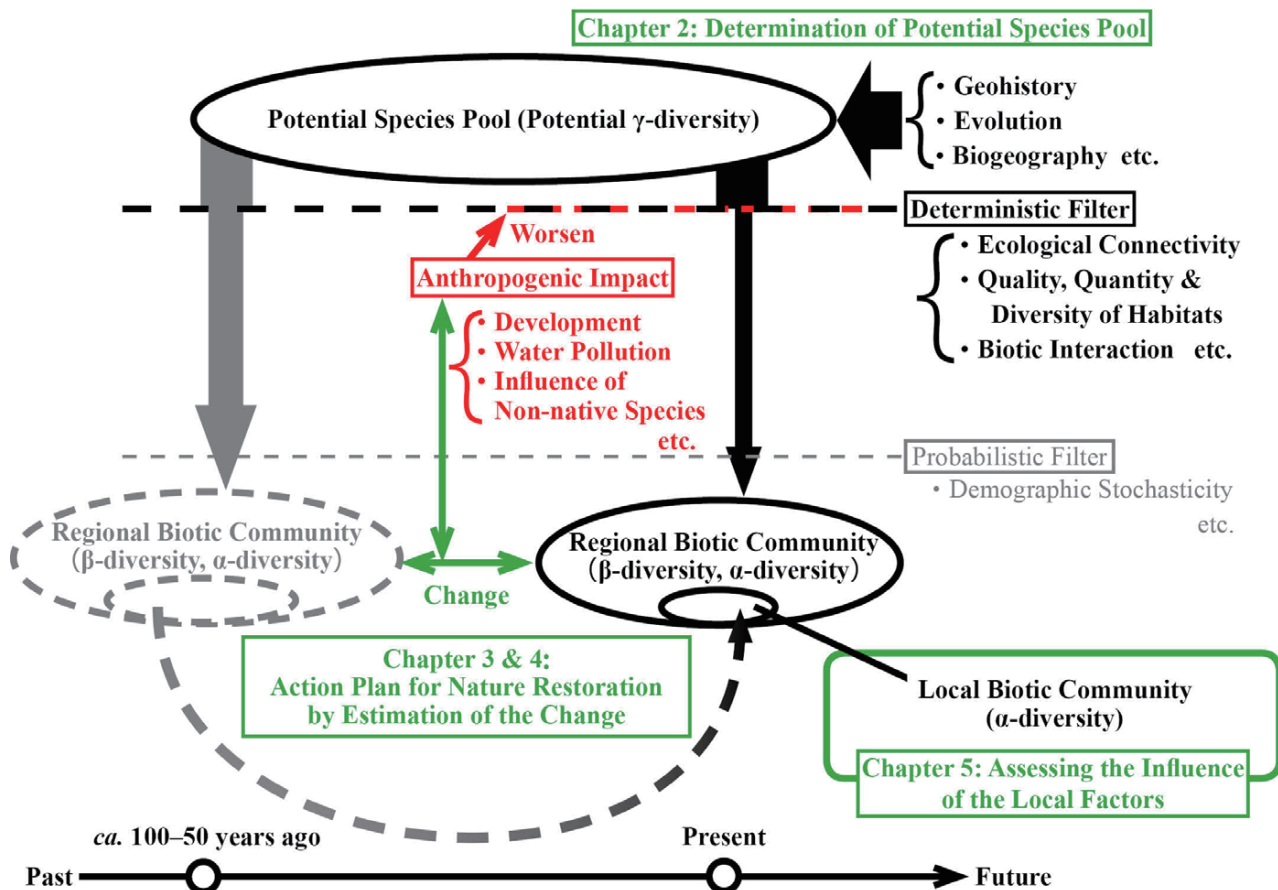 Chapter 2: Determination of Potential Species Pool
Potential Species Pool (Potential γ-diversity)
• Geohistory
• Evolution
• Biogeography etc.
Deterministic Filter
• Ecological Connectivity
• Quality, Quantity &
Diversity of Habitats
• Biotic Interaction etc.
Worsen
Anthropogenic Impact
• Development
• Water Pollution
• Influence of
Non-native Species
etc.
Probabilistic Filter
• Demographic Stochasticity
etc.
Regional Biotic Community
(β-diversity, α-diversity)
Change
Regional Biotic Community
(β-diversity, α-diversity)
Chapter 3 & 4:
Action Plan for Nature Restoration
by Estimation of the Change
Local Biotic Community
(α-diversity)
Chapter 5: Assessing the Influence
of the Local Factors
ca. 100–50 years ago
Present
Past
Future